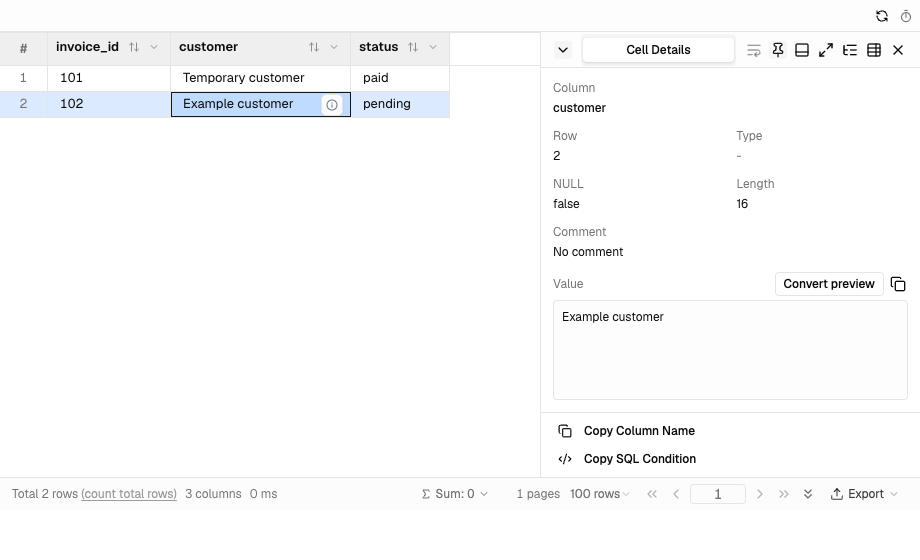 # invoice_id customer status
1 101 Temporary customer paid
2 102 Example customer pending
Cell Details
Column
customer
Row Type
2 -
NULL Length
false 16
Comment
No comment
Value Convert preview
Example customer
Copy Column Name
Copy SQL Condition
Total 2 rows (count total rows) 3 columns 0 ms Σ Sum: 0 1 pages 100 rows 1 Export